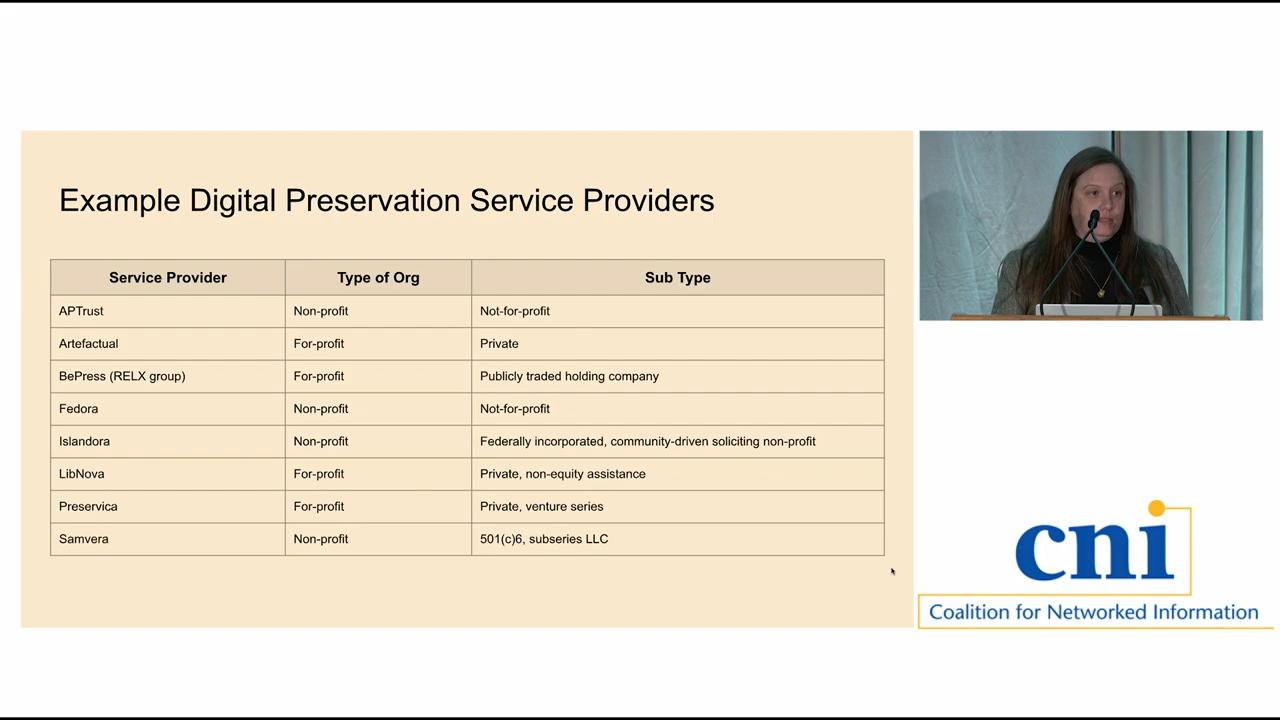 Example Digital Preservation Service Providers
Service Provider Type of Org Sub Type
APTrust Non-profit Not-for-profit
Artefactual For-profit Private
BePress (RELX group) For-profit Publicly traded holding company
Fedora Non-profit Not-for-profit
Islandora Non-profit Federally incorporated, community-driven soliciting non-profit
LibNova For-profit Private, non-equity assistance
Preservica For-profit Private, venture series
Samvera Non-profit 501(c)6, subseries LLC
cni
Coalition for Networked Information